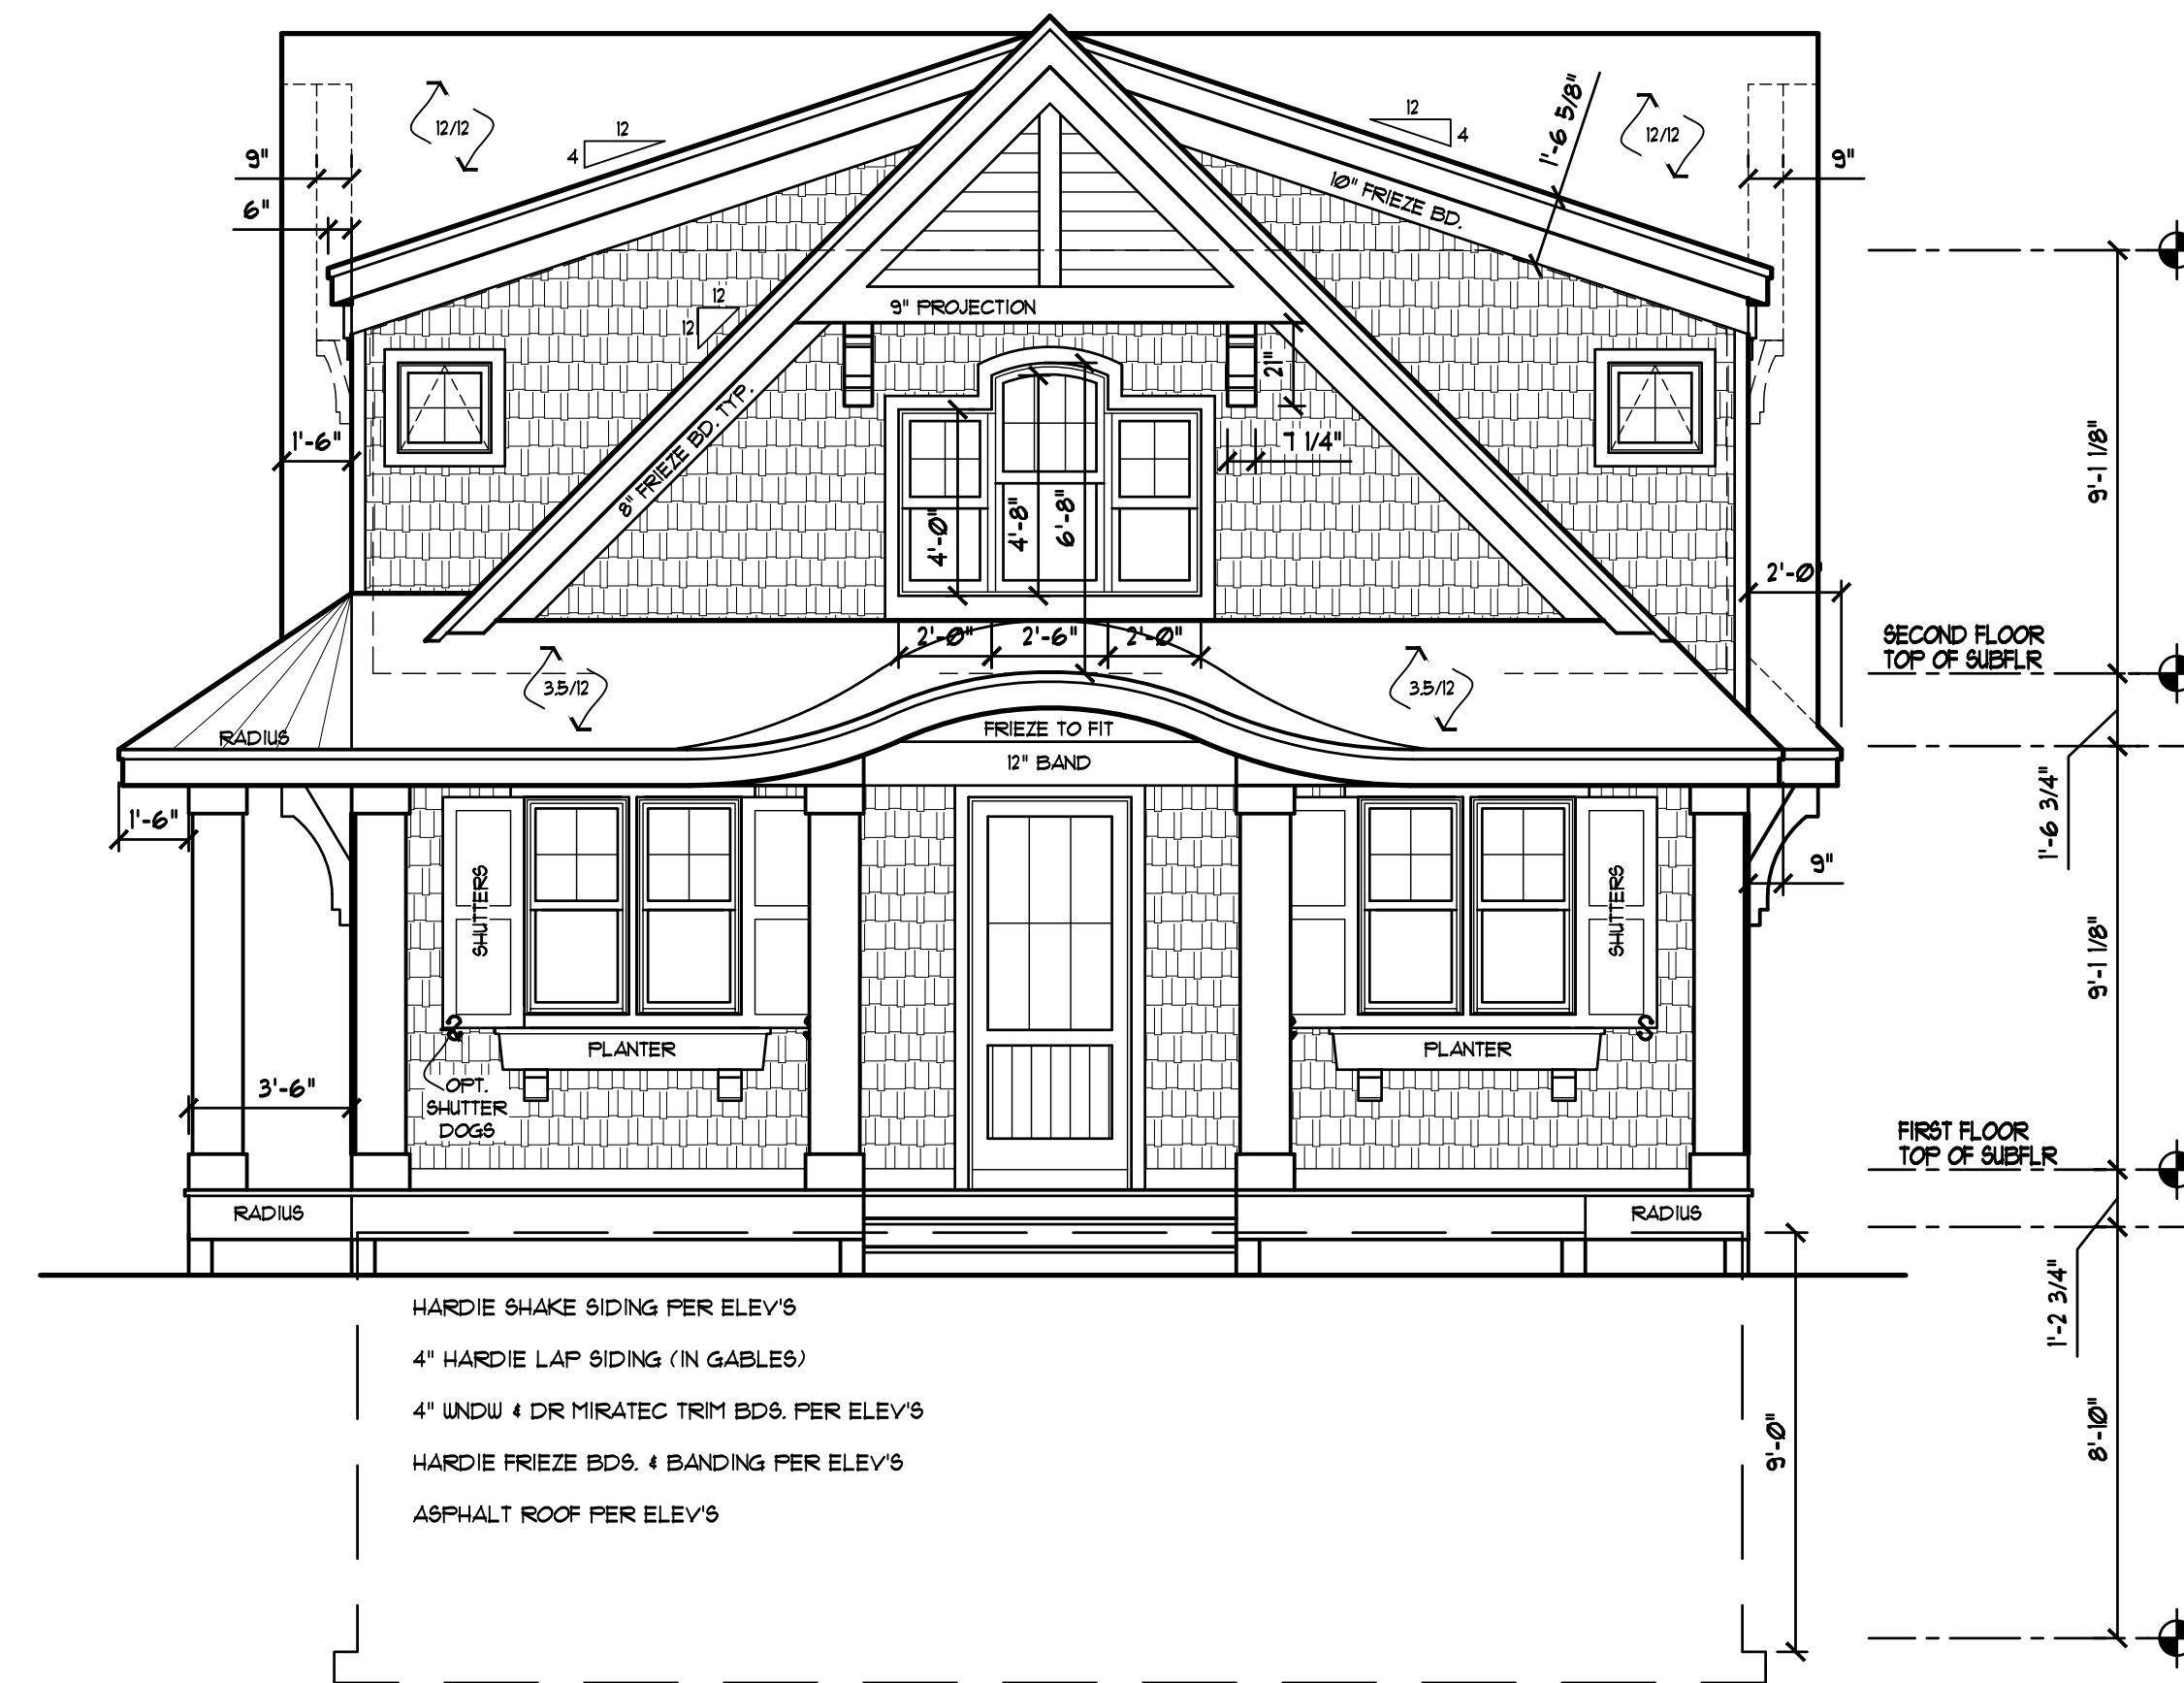 12/12
12
4
12
4
1'-6 5/8"
12/12
9"
9"
6"
10" FRIEZE BD.
12
12
9" PROJECTION
21"
8" FRIEZE BD. TYP.
1'-6"
7 1/4"
4'-0"
4'-8"
6'-8"
9'-1 1/8"
2'-0"
2'-0"
2'-6"
2'-0"
SECOND FLOOR
TOP OF SUBFLR
3.5/12
3.5/12
RADIUS
FRIEZE TO FIT
12" BAND
1'-6"
1'-6 3/4"
9"
SHUTTERS
SHUTTERS
9'-1 1/8"
PLANTER
PLANTER
3'-6"
OPT.
SHUTTER
DOGS
FIRST FLOOR
TOP OF SUBFLR
RADIUS
RADIUS
1'-2 3/4"
HARDIE SHAKE SIDING PER ELEV'S
4" HARDIE LAP SIDING (IN GABLES)
4" WNDW & DR MIRATEC TRIM BDS. PER ELEV'S
HARDIE FRIEZE BDS. & BANDING PER ELEV'S
ASPHALT ROOF PER ELEV'S
9'-0"
8'-10"